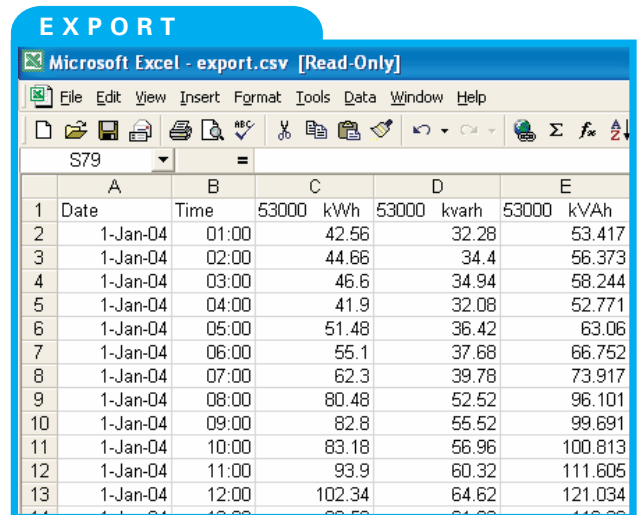 EXPORT
Microsoft Excel - export.csv [Read-Only]
File Edit View Insert Format Tools Data Window Help
S79 =
A B C D E
1 Date Time 53000 kWh 53000 kvarh 53000 kVAh
2 1-Jan-04 01:00 42.56 32.28 53.417
3 1-Jan-04 02:00 44.66 34.4 56.373
4 1-Jan-04 03:00 46.6 34.94 58.244
5 1-Jan-04 04:00 41.9 32.08 52.771
6 1-Jan-04 05:00 51.48 36.42 63.06
7 1-Jan-04 06:00 55.1 37.68 66.752
8 1-Jan-04 07:00 62.3 39.78 73.917
9 1-Jan-04 08:00 80.48 52.52 96.101
10 1-Jan-04 09:00 82.8 55.52 99.691
11 1-Jan-04 10:00 83.18 56.96 100.813
12 1-Jan-04 11:00 93.9 60.32 111.605
13 1-Jan-04 12:00 102.34 64.62 121.034